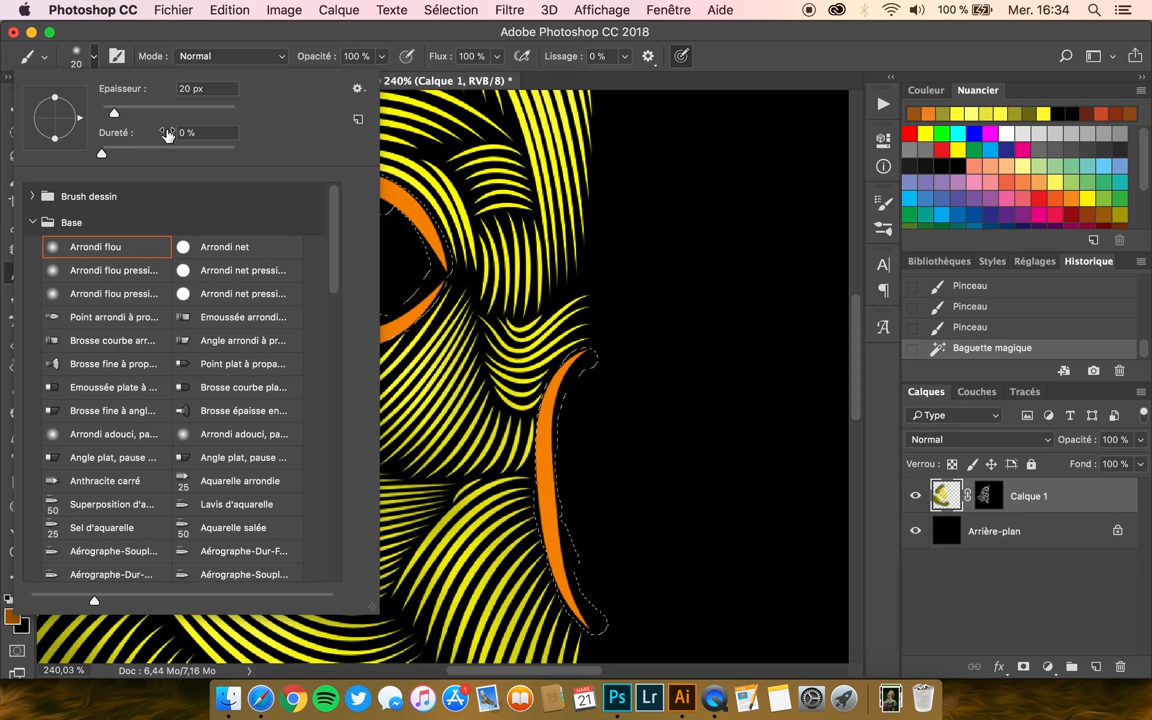 Photoshop CC Fichier Edition Image Calque Texte Sélection Filtre 3D Affichage Fenêtre Aide 100 % Mer. 16:34
Adobe Photoshop CC 2018
20 Mode : Normal Opacité : 100 % Flux : 100 % Lissage : 0 %
240% (Calque 1, RVB/8) *
Epaisseur : 20 px
Dureté : 0 %
Brush dessin
Base
Arrondi flou Arrondi net
Arrondi flou pressi... Arrondi net pressi...
Arrondi flou pressi... Arrondi net pressi...
Point arrondi à pro... Emoussée arrondi...
Brosse courbe arr... Angle arrondi à pr...
Brosse fine à prop... Point plat à propa...
Emoussée plate à ... Brosse courbe pla...
Brosse fine à angl... Brosse épaisse en...
Arrondi adouci, pa... Arrondi adouci, pa...
Angle plat, pause ... Angle plat, pause ...
Anthracite carré 25 Aquarelle arrondie
50 Superposition d'a... Lavis d'aquarelle
25 Sel d'aquarelle 50 Aquarelle salée
Aérographe-Soupl... Aérographe-Dur-F...
Aérographe-Dur-... Aérographe-Soupl...
Couleur Nuancier
Bibliothèques Styles Réglages Historique
Pinceau
Pinceau
Pinceau
Baguette magique
Calques Couches Tracés
Type
Normal Opacité : 100 %
Verrou : Fond : 100 %
Calque 1
Arrière-plan
fx
240,03 % Doc : 6,44 Mo/7,16 Mo
MARS
21
1
Ps Lr Ai